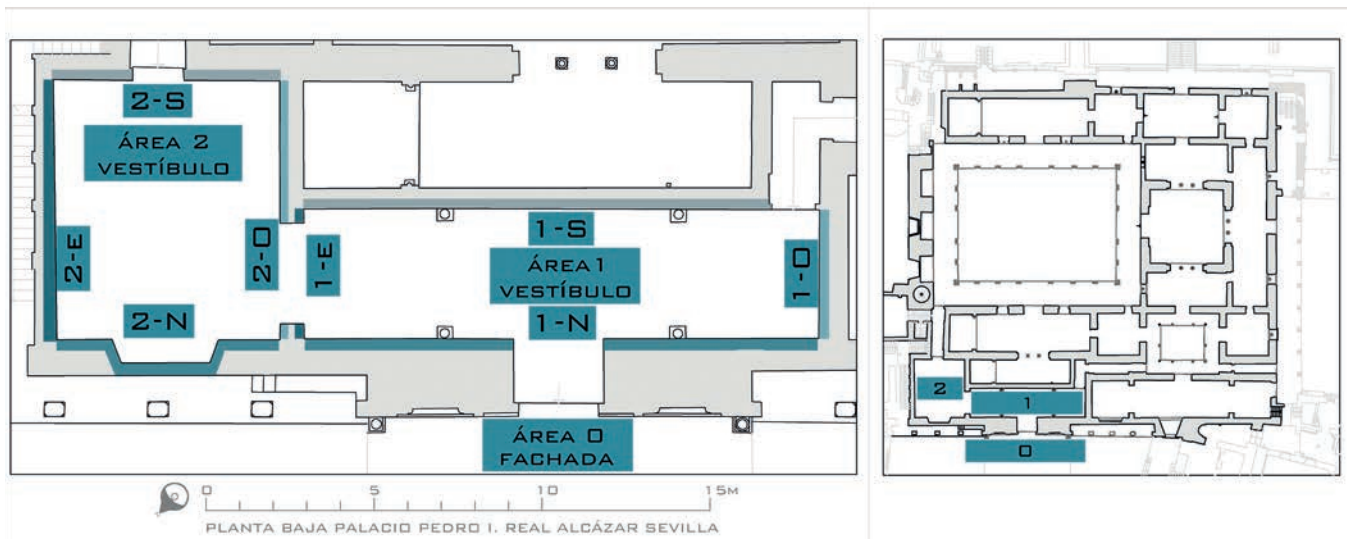 2-S
ÁREA 2
VESTÍBULO
2-E
2-O
2-N
1-E
1-S
ÁREA 1
VESTÍBULO
1-N
1-O
ÁREA 0
FACHADA
0 5 10 15M
PLANTA BAJA PALACIO PEDRO I. REAL ALCÁZAR SEVILLA
2
1
0